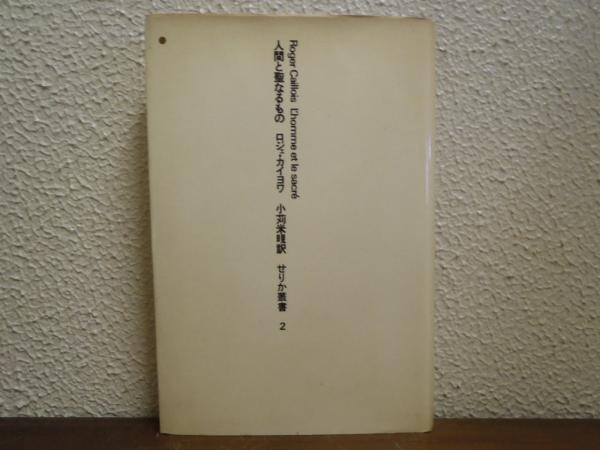 Roger Caillois L'homme et le sacré
人間と聖なるもの ロジェ・カイヨワ 小苅米晛訳 せりか叢書 2